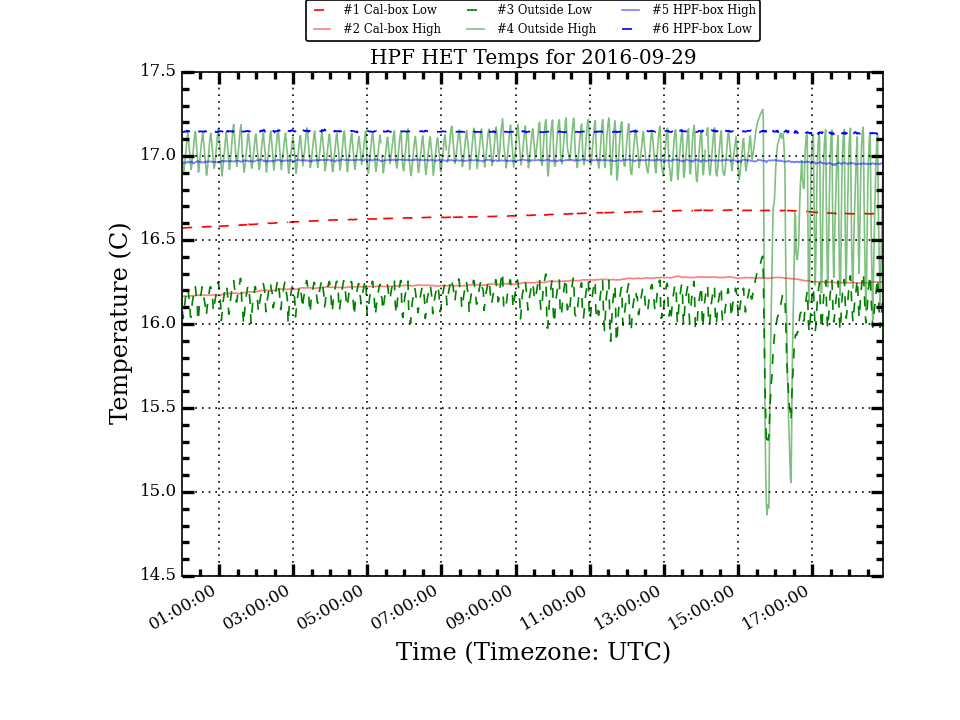 #1 Cal-box Low #3 Outside Low #5 HPF-box High
#2 Cal-box High #4 Outside High #6 HPF-box Low
HPF HET Temps for 2016-09-29
17.5
17.0
16.5
16.0
15.5
15.0
14.5
Temperature (C)
01:00:00 03:00:00 05:00:00 07:00:00 09:00:00 11:00:00 13:00:00 15:00:00 17:00:00
Time (Timezone: UTC)